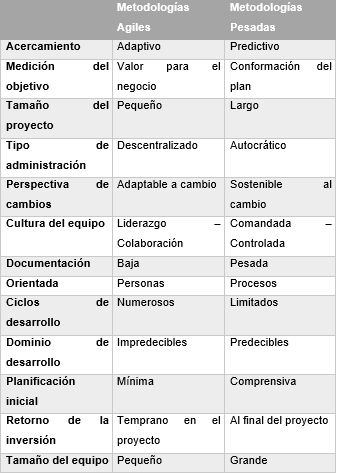 Metodologías Metodologías
Agiles Pesadas
Acercamiento Adaptivo Predictivo
Medición del Valor para el Conformación del
objetivo negocio plan
Tamaño del Pequeño Largo
proyecto
Tipo de Descentralizado Autocrático
administración
Perspectiva de Adaptable a cambio Sostenible al
cambios cambio
Cultura del equipo Liderazgo – Comandada –
Colaboración Controlada
Documentación Baja Pesada
Orientada Personas Procesos
Ciclos de Numerosos Limitados
desarrollo
Dominio de Impredecibles Predecibles
desarrollo
Planificación Mínima Comprensiva
inicial
Retorno de la Temprano en el Al final del proyecto
inversión proyecto
Tamaño del equipo Pequeño Grande